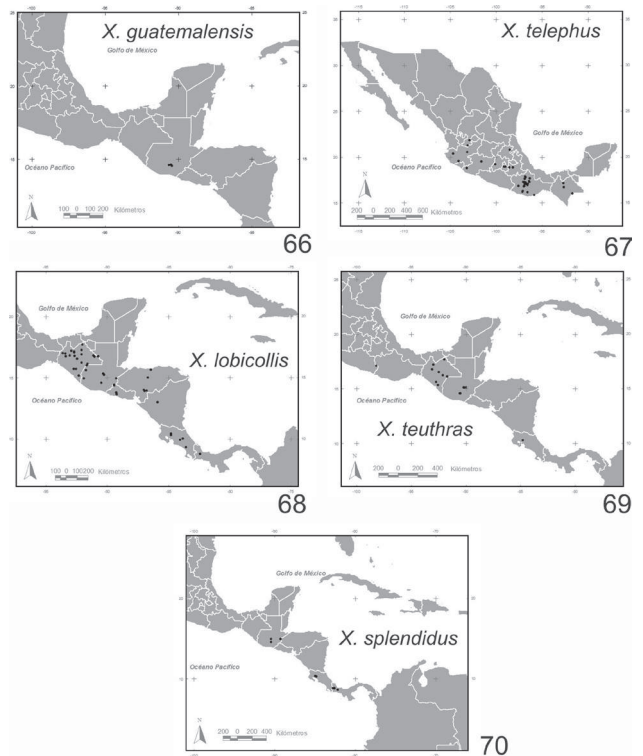 X. guatemalensis
Golfo de México
Océano Pacífico
N
100 0 100 200
Kilómetros
66
X. telephus
Golfo de México
Océano Pacífico
N
200 0 200 400 600
Kilómetros
67
Golfo de México
X. lobicollis
Océano Pacífico
N
100 0 100 200
Kilómetros
68
Golfo de México
Océano Pacífico
X. teuthras
N
200 0 200 400
Kilómetros
69
Golfo de México
X. splendidus
Océano Pacífico
N
200 0 200 400
Kilómetros
70